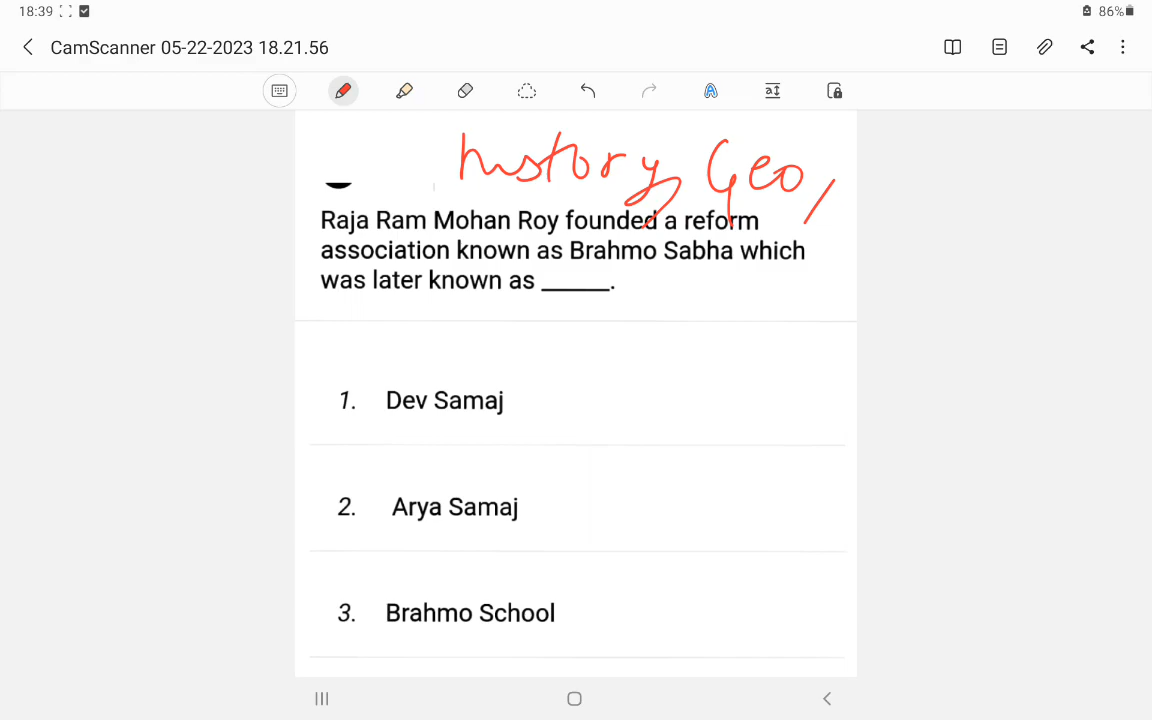 18:39
86%
CamScanner 05-22-2023 18.21.56
history, Geo,
Raja Ram Mohan Roy founded a reform
association known as Brahmo Sabha which
was later known as ______.
1. Dev Samaj
2. Arya Samaj
3. Brahmo School